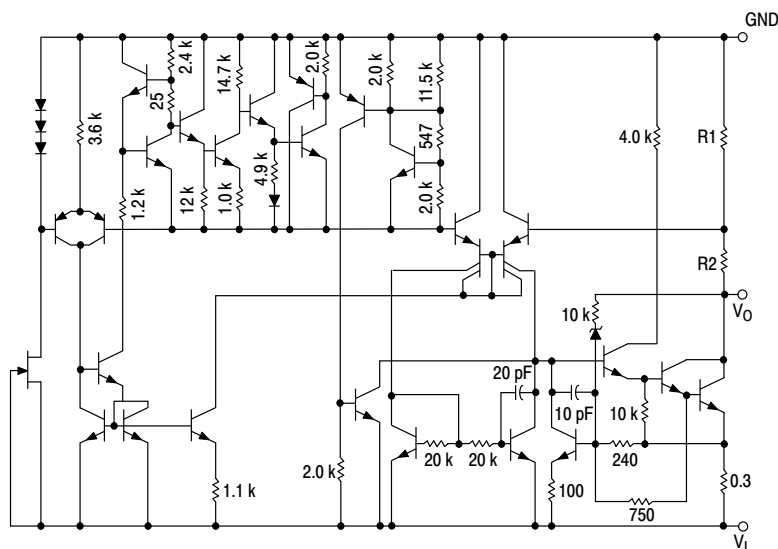 GND
2.4 k
14.7 k
2.0 k
2.0 k
11.5 k
25
3.6 k
547
4.0 k
R1
4.9 k
1.2 k
12 k
1.0 k
2.0 k
R2
10 k
VO
20 pF
10 pF
10 k
2.0 k
20 k
20 k
240
1.1 k
100
750
0.3
VI